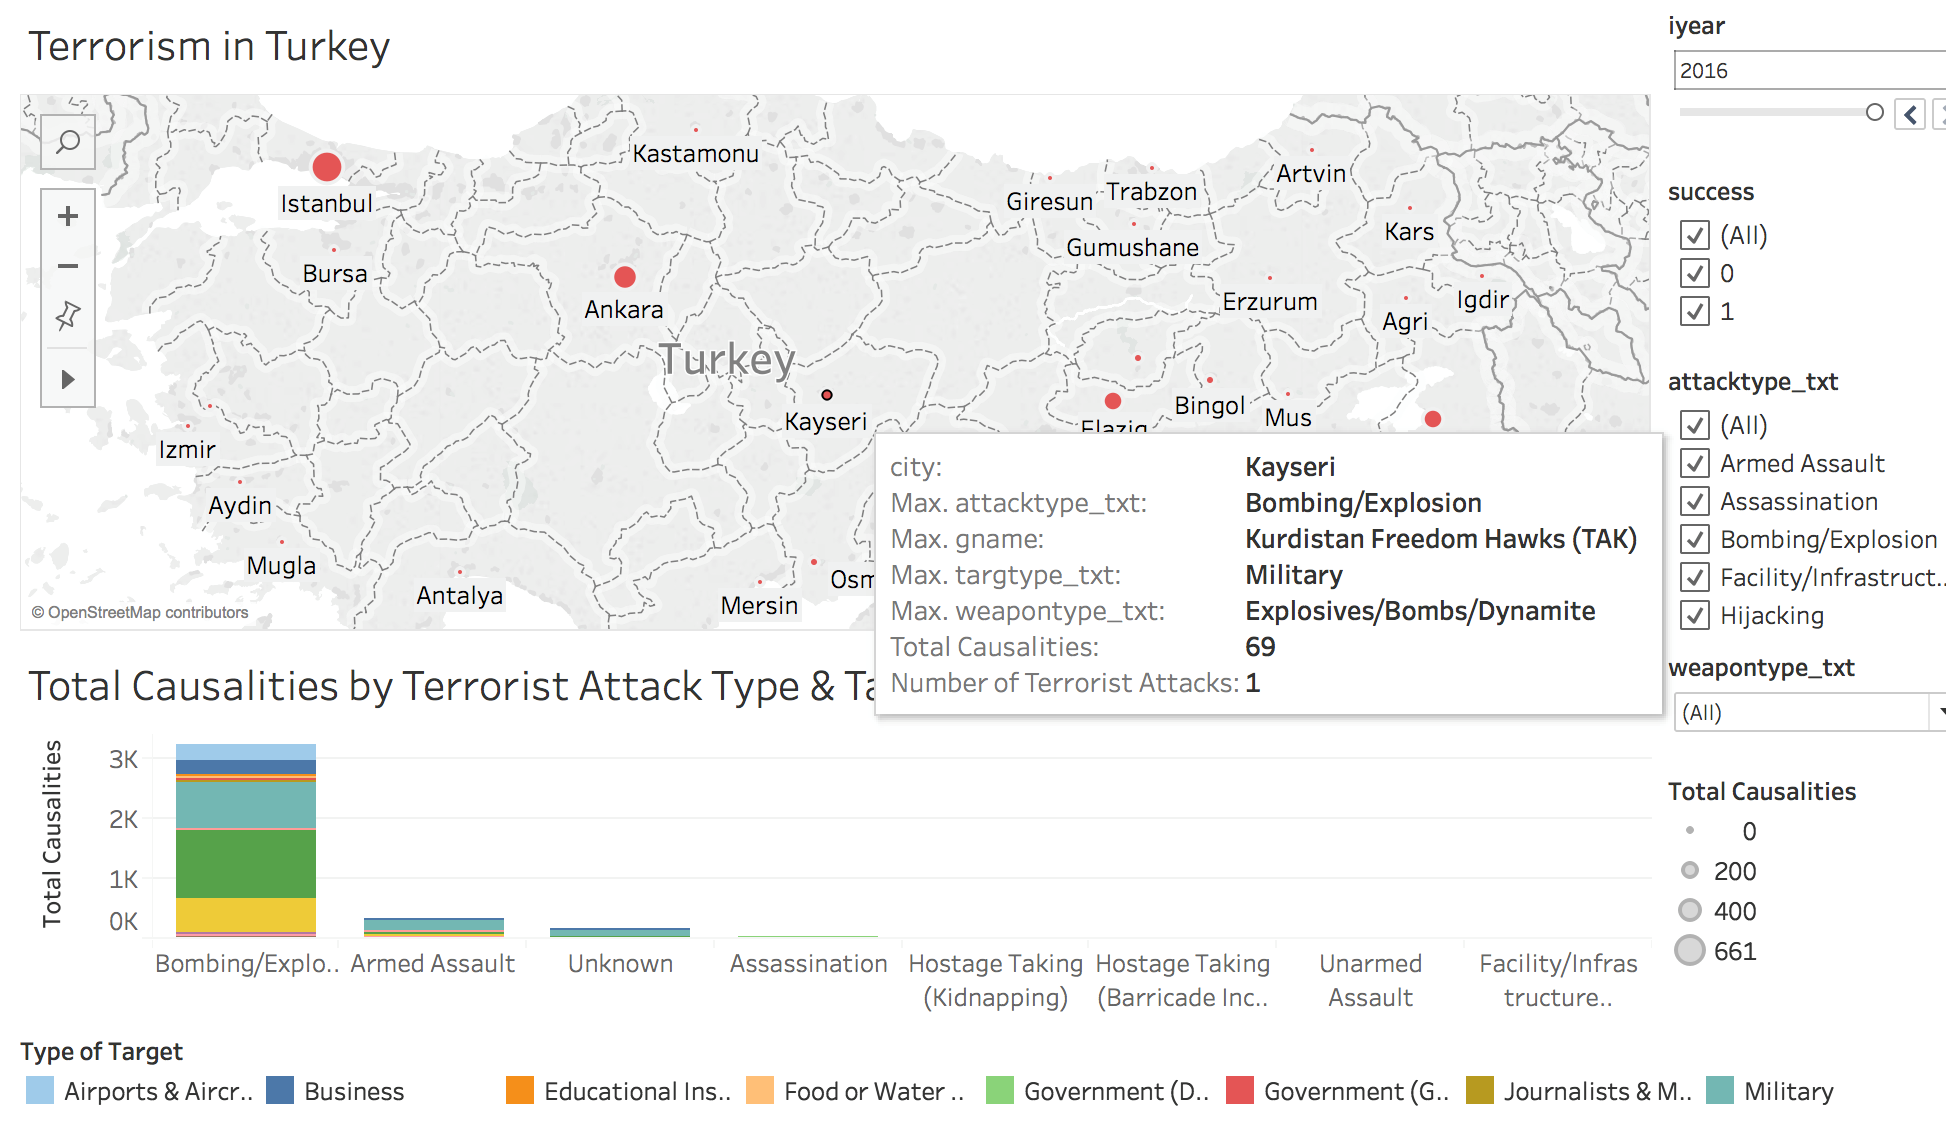 Terrorism in Turkey
iyear
2016
success
(All)
0
1
attacktype_txt
(All)
Armed Assault
Assassination
Bombing/Explosion
Facility/Infrastruct..
Hijacking
weapontype_txt
(All)
Total Causalities
0
200
400
661
Kastamonu
Istanbul
Artvin
Giresun
Trabzon
Kars
Gumushane
Bursa
Ankara
Erzurum
Igdir
Agri
Turkey
Kayseri
Bingol
Mus
Elazig
Izmir
Aydin
Mugla
Antalya
Mersin
Osm
© OpenStreetMap contributors
city: Kayseri
Max. attacktype_txt: Bombing/Explosion
Max. gname: Kurdistan Freedom Hawks (TAK)
Max. targtype_txt: Military
Max. weapontype_txt: Explosives/Bombs/Dynamite
Total Causalities: 69
Number of Terrorist Attacks: 1
Total Causalities by Terrorist Attack Type & Ta
Total Causalities
3K
2K
1K
0K
Bombing/Explo..
Armed Assault
Unknown
Assassination
Hostage Taking
(Kidnapping)
Hostage Taking
(Barricade Inc..
Unarmed
Assault
Facility/Infras
tructure..
Type of Target
Airports & Aircr..
Business
Educational Ins..
Food or Water ..
Government (D..
Government (G..
Journalists & M..
Military